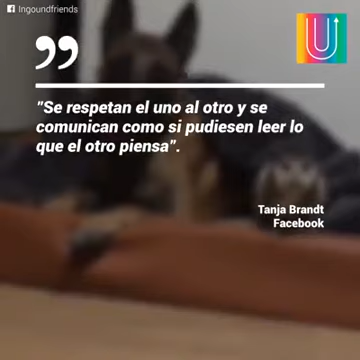 Ingoundfriends
U
"Se respetan el uno al otro y se
comunican como si pudiesen leer lo
que el otro piensa".
Tanja Brandt
Facebook